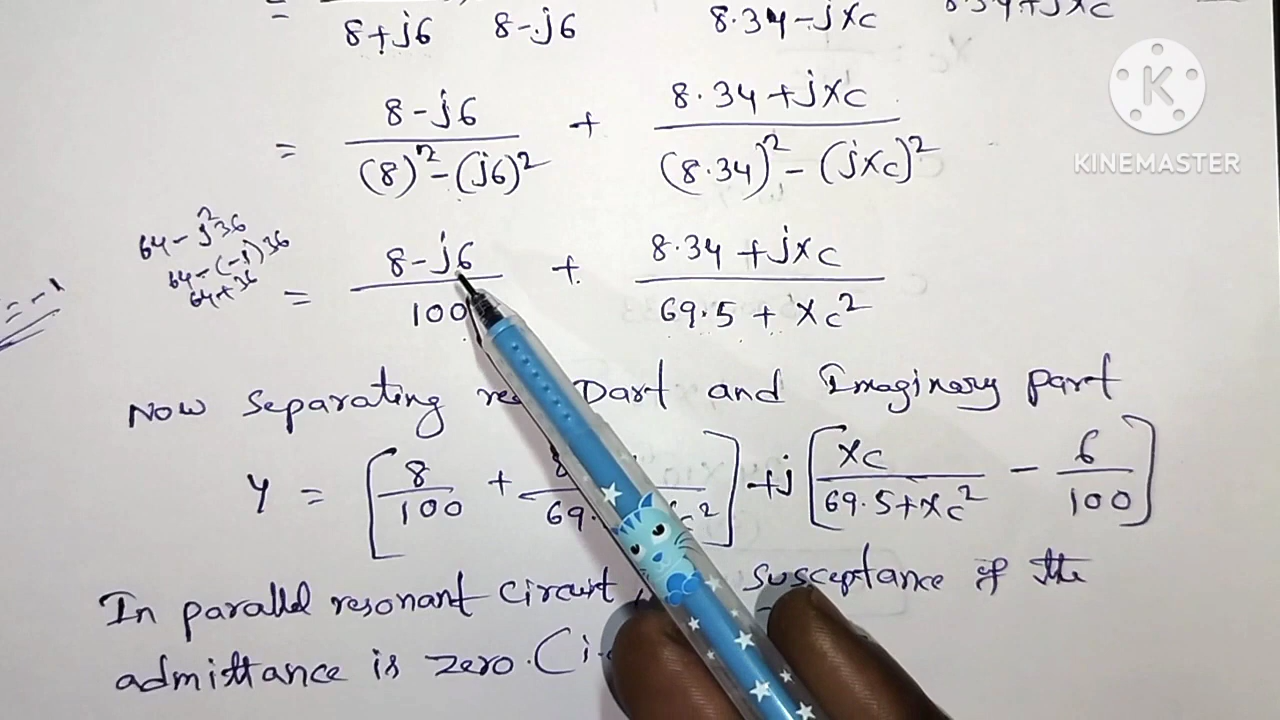 =
8+j6 8-j6 8.34-jXc 8.34+jXc
= (8-j6)/((8)²-(j6)²) + (8.34+jXc)/((8.34)²-(jXc)²)
64-j²36
64-(-1)36
64+36
=-1
= (8-j6)/100 + (8.34+jXc)/(69.5+Xc²)
Now Separating Part and Imaginary part
Y = [8/100 + ] +j[Xc/(69.5+Xc²) - 6/100]
In parallel resonant circuit, susceptance of the
admittance is zero. (i.
KINEMASTER